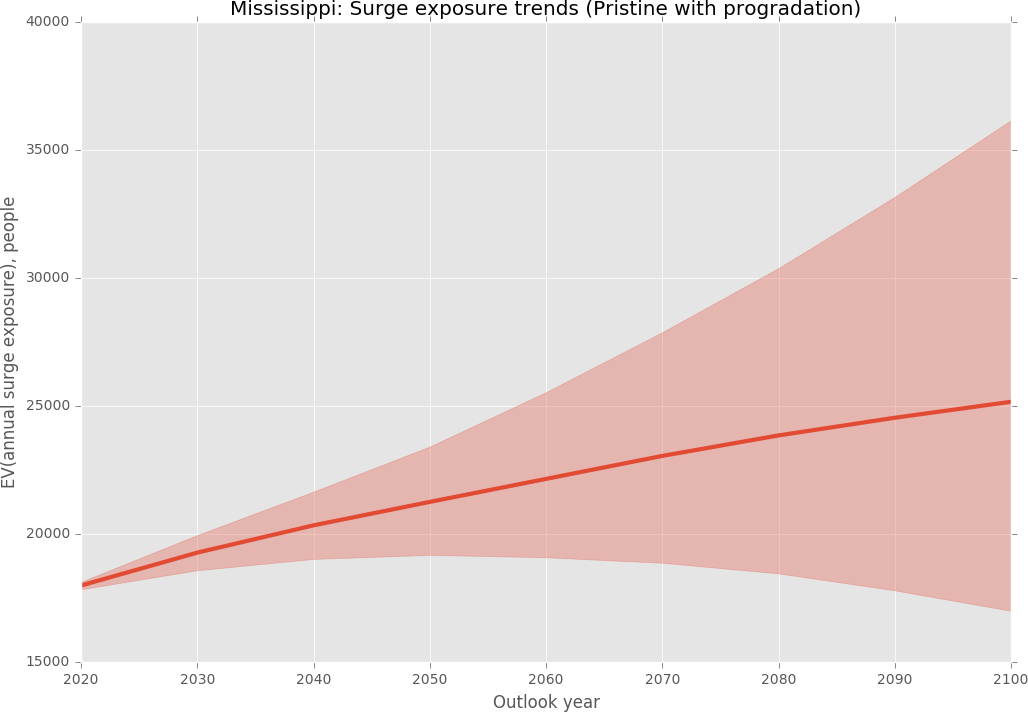 Mississippi: Surge exposure trends (Pristine with progradation)
EV(annual surge exposure), people
40000
35000
30000
25000
20000
15000
2020 2030 2040 2050 2060 2070 2080 2090 2100
Outlook year